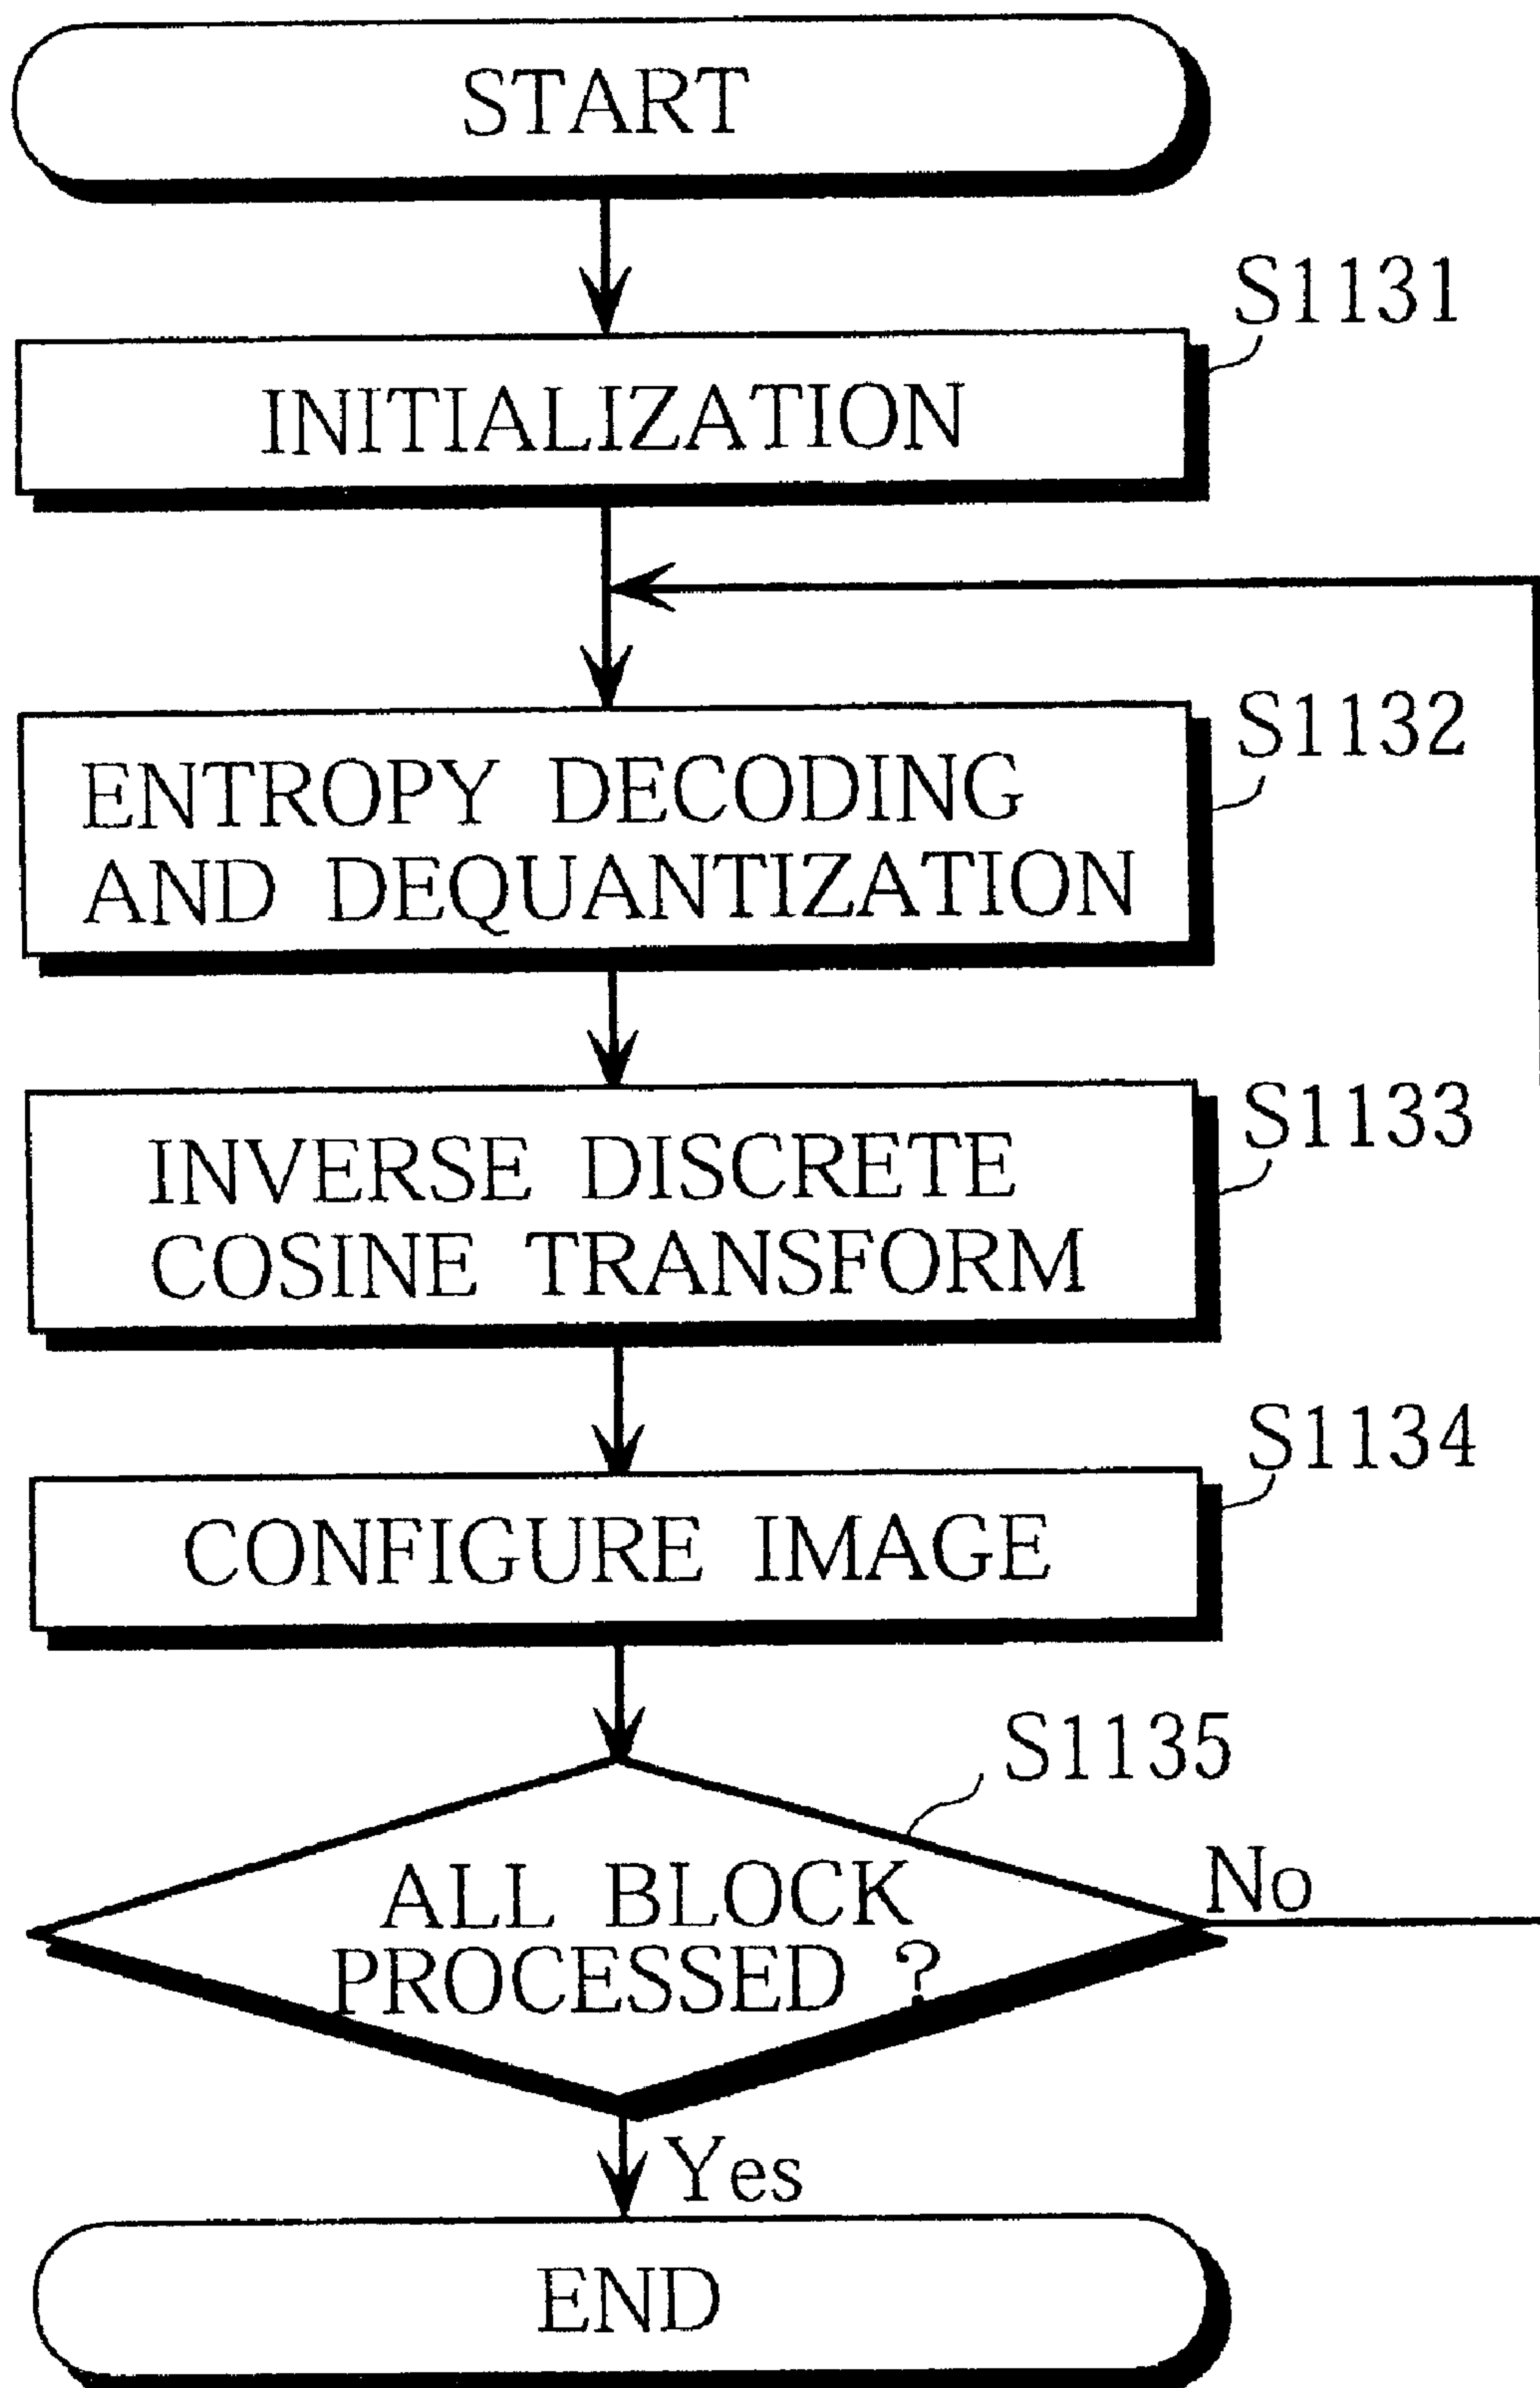 START
S1131
INITIALIZATION
S1132
ENTROPY DECODING
AND DEQUANTIZATION
S1133
INVERSE DISCRETE
COSINE TRANSFORM
S1134
CONFIGURE IMAGE
S1135
ALL BLOCK
PROCESSED ?
No
Yes
END